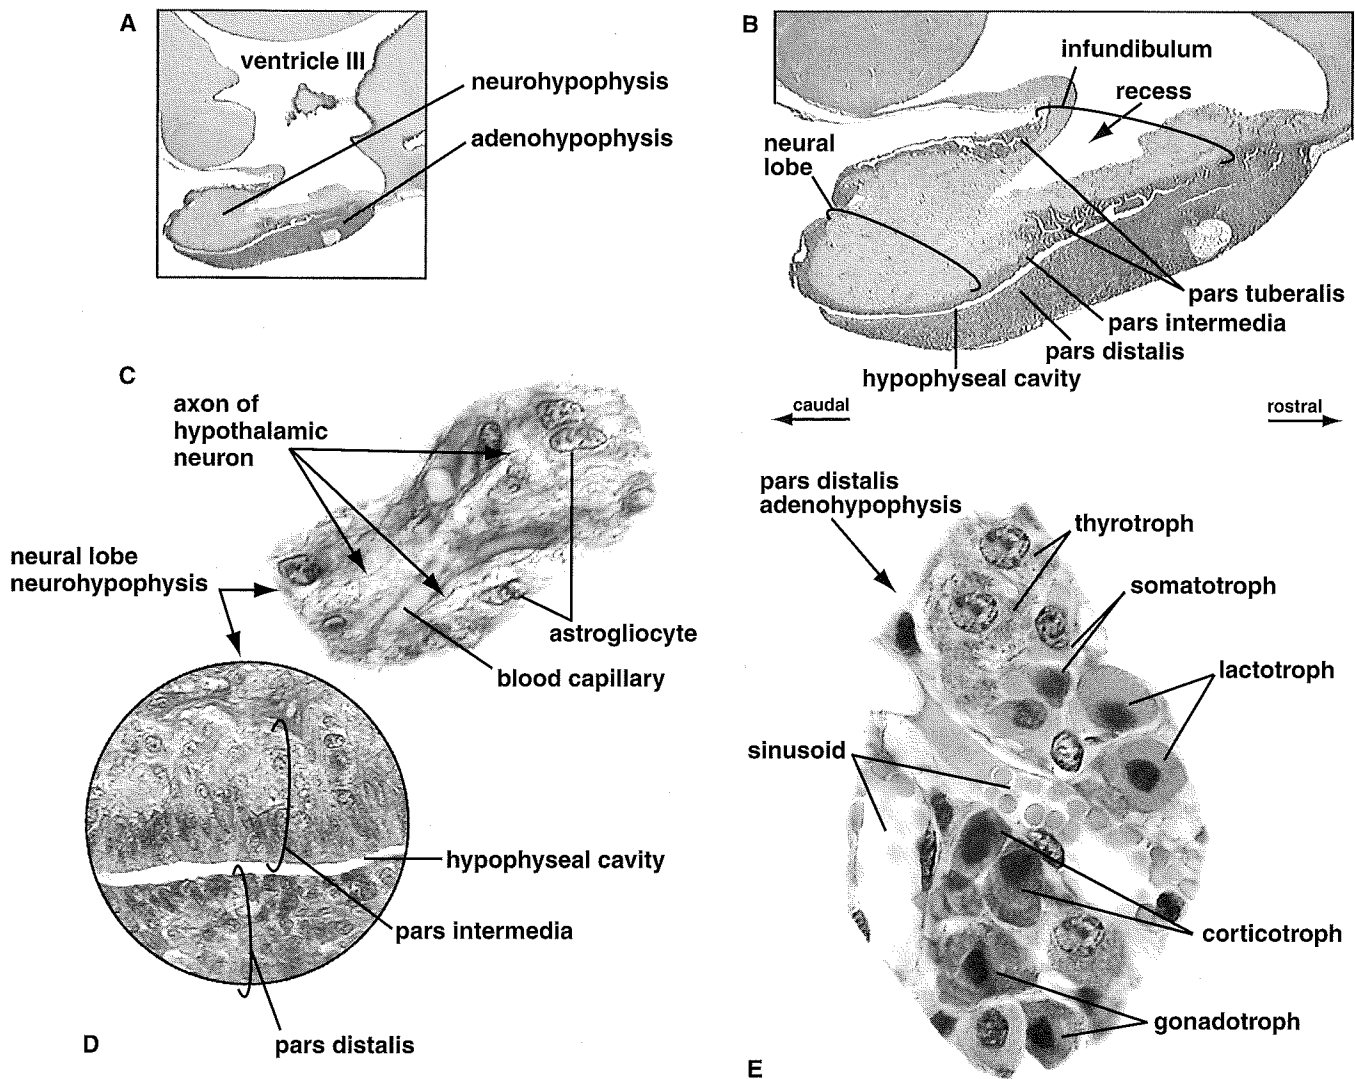 A
ventricle III
neurohypophysis
adenohypophysis
B
infundibulum
recess
neural
lobe
pars tuberalis
pars intermedia
pars distalis
hypophyseal cavity
caudal
rostral
C
axon of
hypothalamic
neuron
neural lobe
neurohypophysis
astrogliocyte
blood capillary
hypophyseal cavity
pars intermedia
pars distalis
D
pars distalis
adenohypophysis
thyrotroph
somatotroph
lactotroph
sinusoid
corticotroph
gonadotroph
E